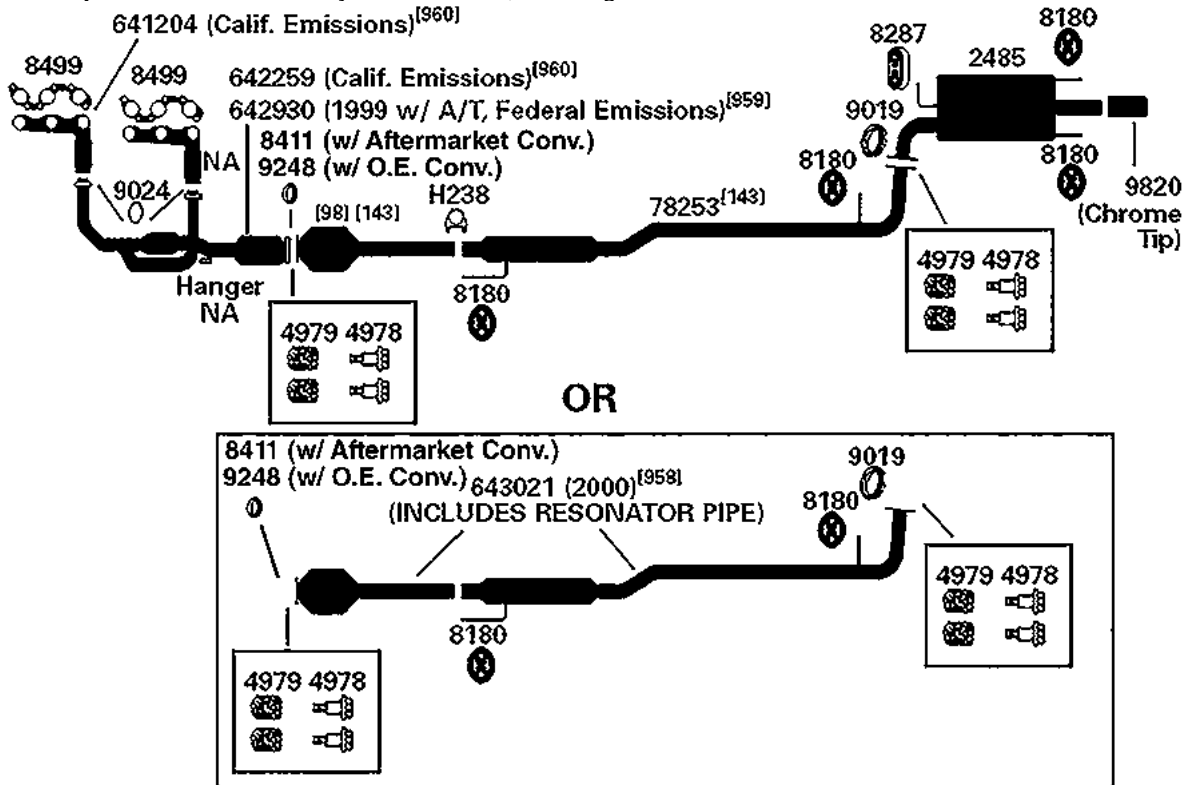 641204 (Calif. Emissions)[960]
8499
8499
642259 (Calif. Emissions)[960]
642930 (1999 w/ A/T, Federal Emissions)[959]
8411 (w/ Aftermarket Conv.)
9248 (w/ O.E. Conv.)
NA
9024
[98] [143]
H238
Hanger
NA
8180
4979 4978
78253[143]
8180
9019
8287
2485
8180
8180
9820
(Chrome
Tip)
4979 4978
OR
8411 (w/ Aftermarket Conv.)
9248 (w/ O.E. Conv.)
643021 (2000)[958]
(INCLUDES RESONATOR PIPE)
9019
8180
8180
4979 4978
4979 4978